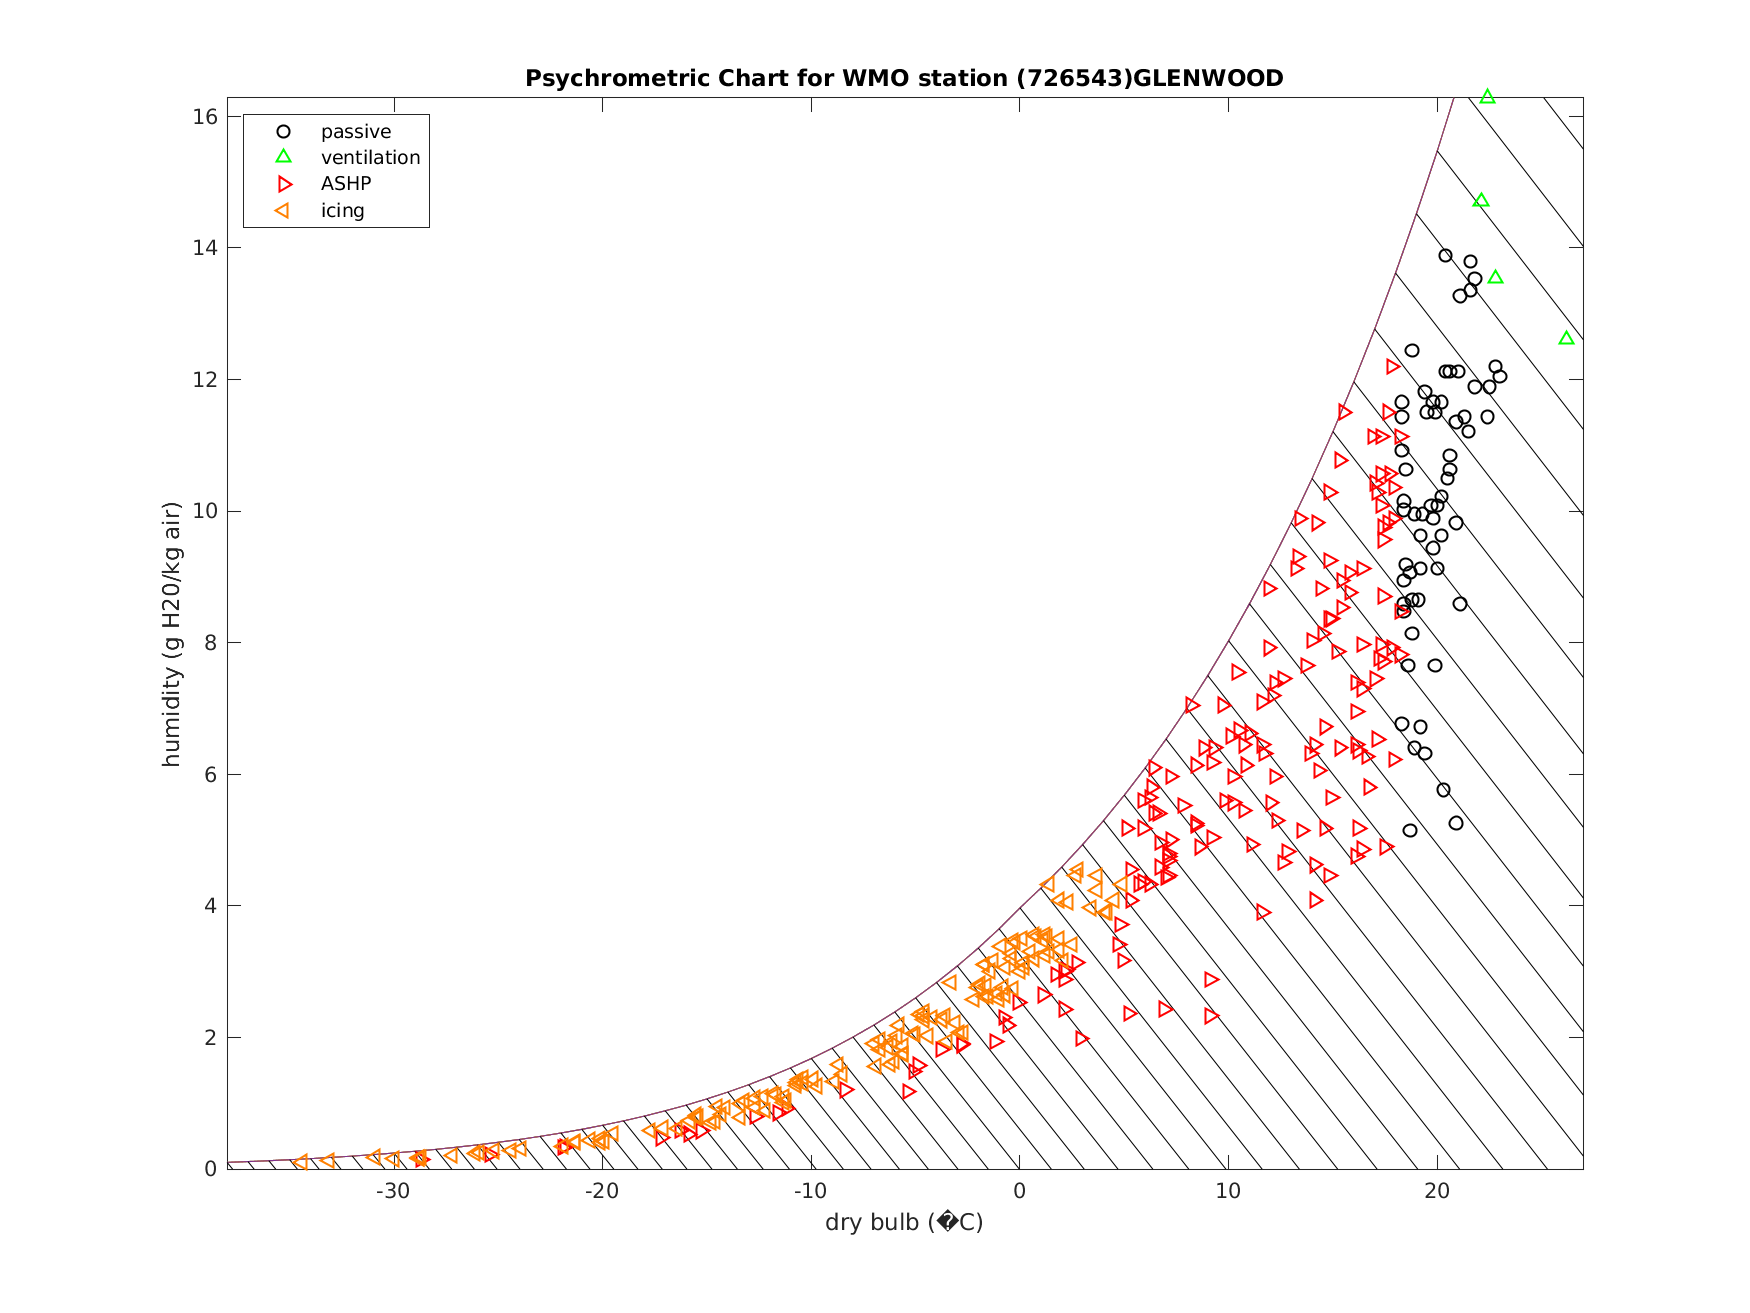 Psychrometric Chart for WMO station (726543)GLENWOOD
passive
ventilation
ASHP
icing
16
14
12
10
8
6
4
2
0
humidity (g H20/kg air)
-30
-20
-10
0
10
20
dry bulb (�C)